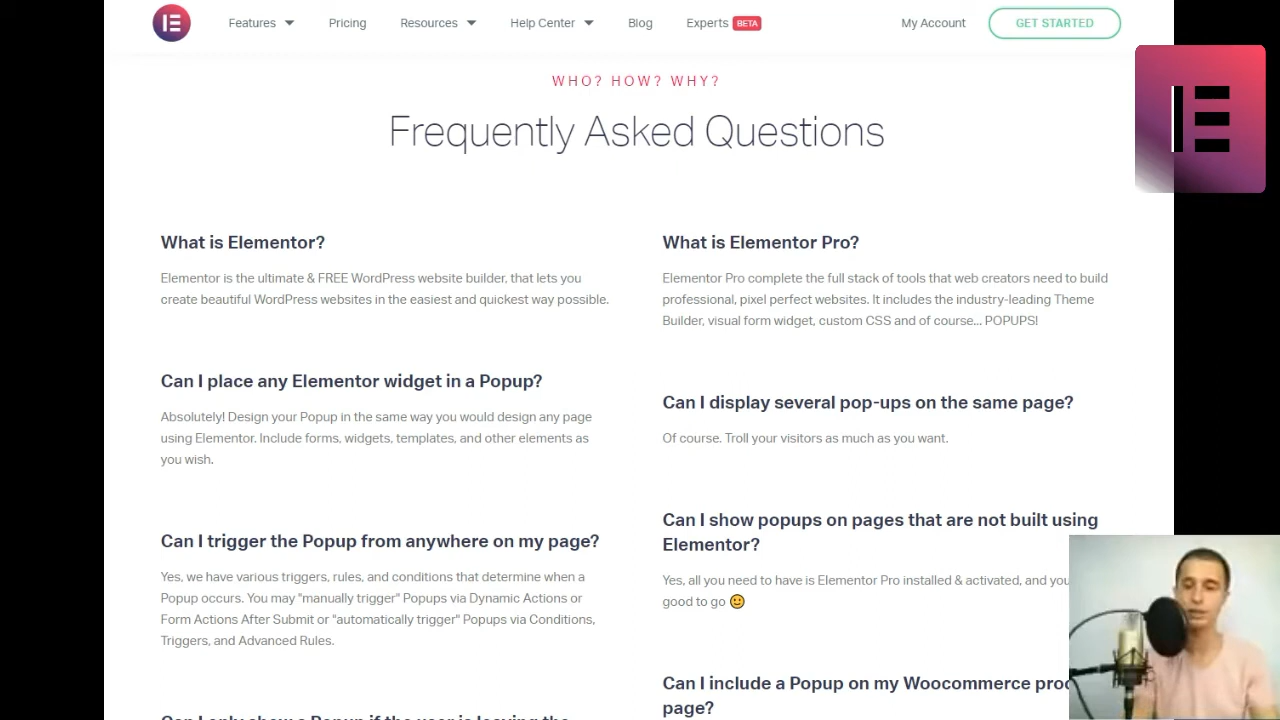 Features
Pricing
Resources
Help Center
Blog
Experts BETA
My Account
GET STARTED
WHO? HOW? WHY?
Frequently Asked Questions
What is Elementor?
Elementor is the ultimate & FREE WordPress website builder, that lets you
create beautiful WordPress websites in the easiest and quickest way possible.
Can I place any Elementor widget in a Popup?
Absolutely! Design your Popup in the same way you would design any page
using Elementor. Include forms, widgets, templates, and other elements as
you wish.
Can I trigger the Popup from anywhere on my page?
Yes, we have various triggers, rules, and conditions that determine when a
Popup occurs. You may "manually trigger" Popups via Dynamic Actions or
Form Actions After Submit or "automatically trigger" Popups via Conditions,
Triggers, and Advanced Rules.
Can I only show a Popup if the user is leaving the
What is Elementor Pro?
Elementor Pro complete the full stack of tools that web creators need to build
professional, pixel perfect websites. It includes the industry-leading Theme
Builder, visual form widget, custom CSS and of course... POPUPS!
Can I display several pop-ups on the same page?
Of course. Troll your visitors as much as you want.
Can I show popups on pages that are not built using
Elementor?
Yes, all you need to have is Elementor Pro installed & activated, and you
good to go 🙂
Can I include a Popup on my Woocommerce
page?